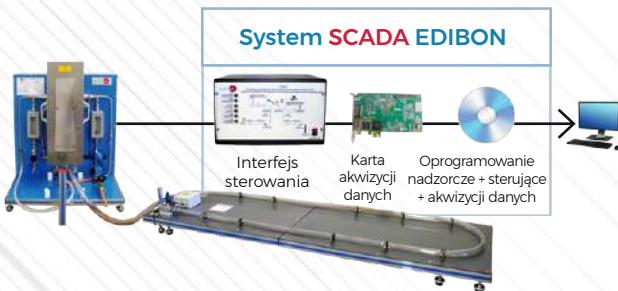 System SCADA EDIBON
Interfejs
sterowania
Karta
akwizycji
danych
Oprogramowanie
nadzorcze + sterujące
+ akwizycji danych